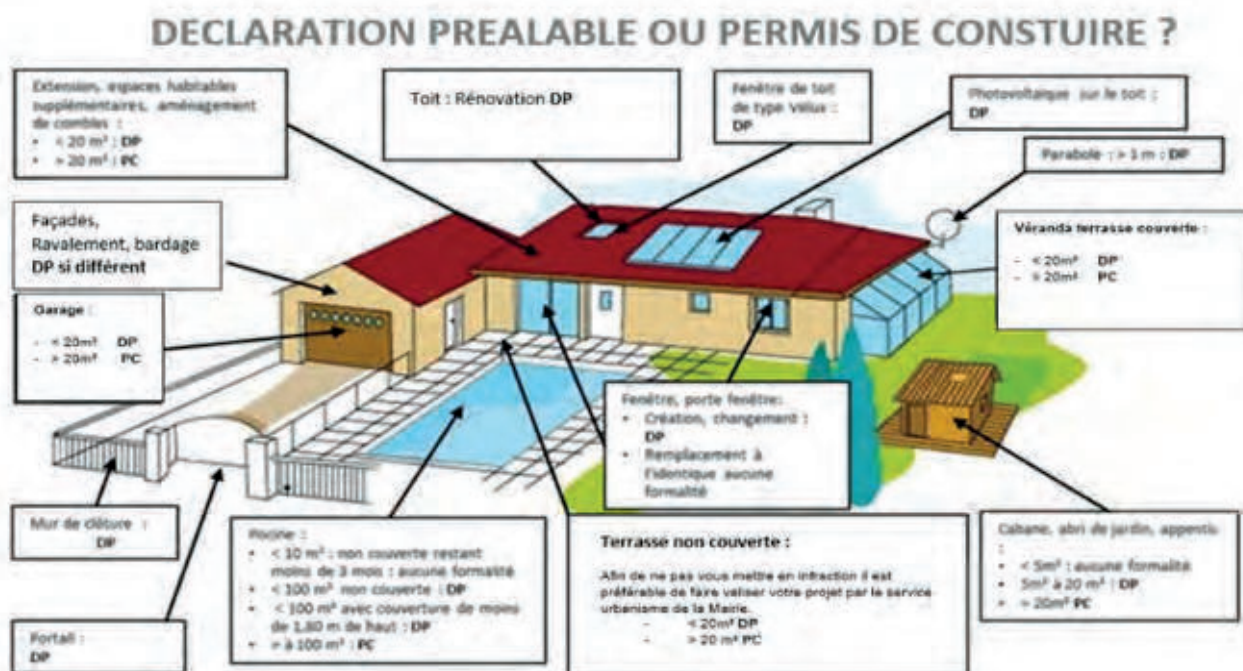 DECLARATION PREALABLE OU PERMIS DE CONSTUIRE ?
Extension, espaces habitables
supplémentaires, aménagement
de combles :
• < 20 m² : DP
• > 20 m² : PC
Toit : Rénovation DP
Fenêtre de toit
de type Velux :
DP
Photovoltaïque sur le toit :
DP
Parabole : > 1 m : DP
Façades,
Ravalement, bardage
DP si différent
Véranda terrasse couverte :
- < 20m² DP
- > 20m² PC
Garage :
- < 20m² DP
- > 20m² PC
Fenêtre, porte fenêtre:
• Création, changement :
DP
• Remplacement à
l'identique aucune
formalité
Mur de clôture :
DP
Piscine :
• < 10 m² : non couverte restant
moins de 3 mois : aucune formalité
• < 100 m² non couverte : DP
• < 100 m² avec couverture de moins
de 1,80 m de haut : DP
• > à 100 m² : PC
Terrasse non couverte :
Afin de ne pas vous mettre en infraction il est
préférable de faire valiser votre projet par le service
urbanisme de la Mairie.
- < 20m² DP
- > 20 m² PC
Cabane, abri de jardin, appentis
:
• < 5m² : aucune formalité
• 5m² à 20 m² : DP
• > 20m² PC
Portail :
DP